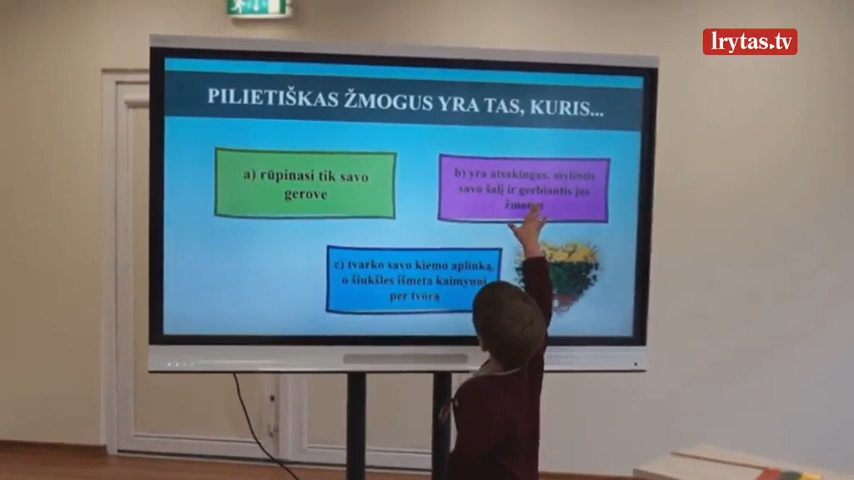 lrytas.tv
PILIETIŠKAS ŽMOGUS YRA TAS, KURIS...
a) rūpinasi tik savo
gerove
b) yra atsakingas, mylintis
savo šalį ir gerbiantis jos
žmones
c) tvarko savo kiemo aplinką,
o šiukšles išmeta kaimynui
per tvorą